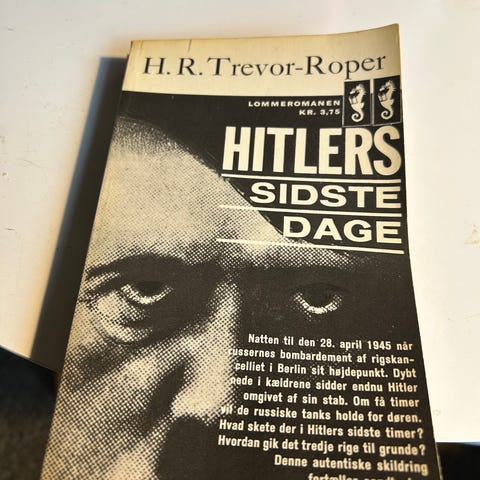 H. R. Trevor-Roper
LOMMEROMANEN
KR. 3,75
HITLERS
SIDSTE
DAGE
Natten til den 28. april 1945 når
russernes bombardement af rigskan-
celliet i Berlin sit højdepunkt. Dybt
nede i kældrene sidder endnu Hitler
omgivet af sin stab. Om få timer
vil de russiske tanks holde for døren.
Hvad skete der i Hitlers sidste timer?
Hvordan gik det tredje rige til grunde?
Denne autentiske skildring
fortæller